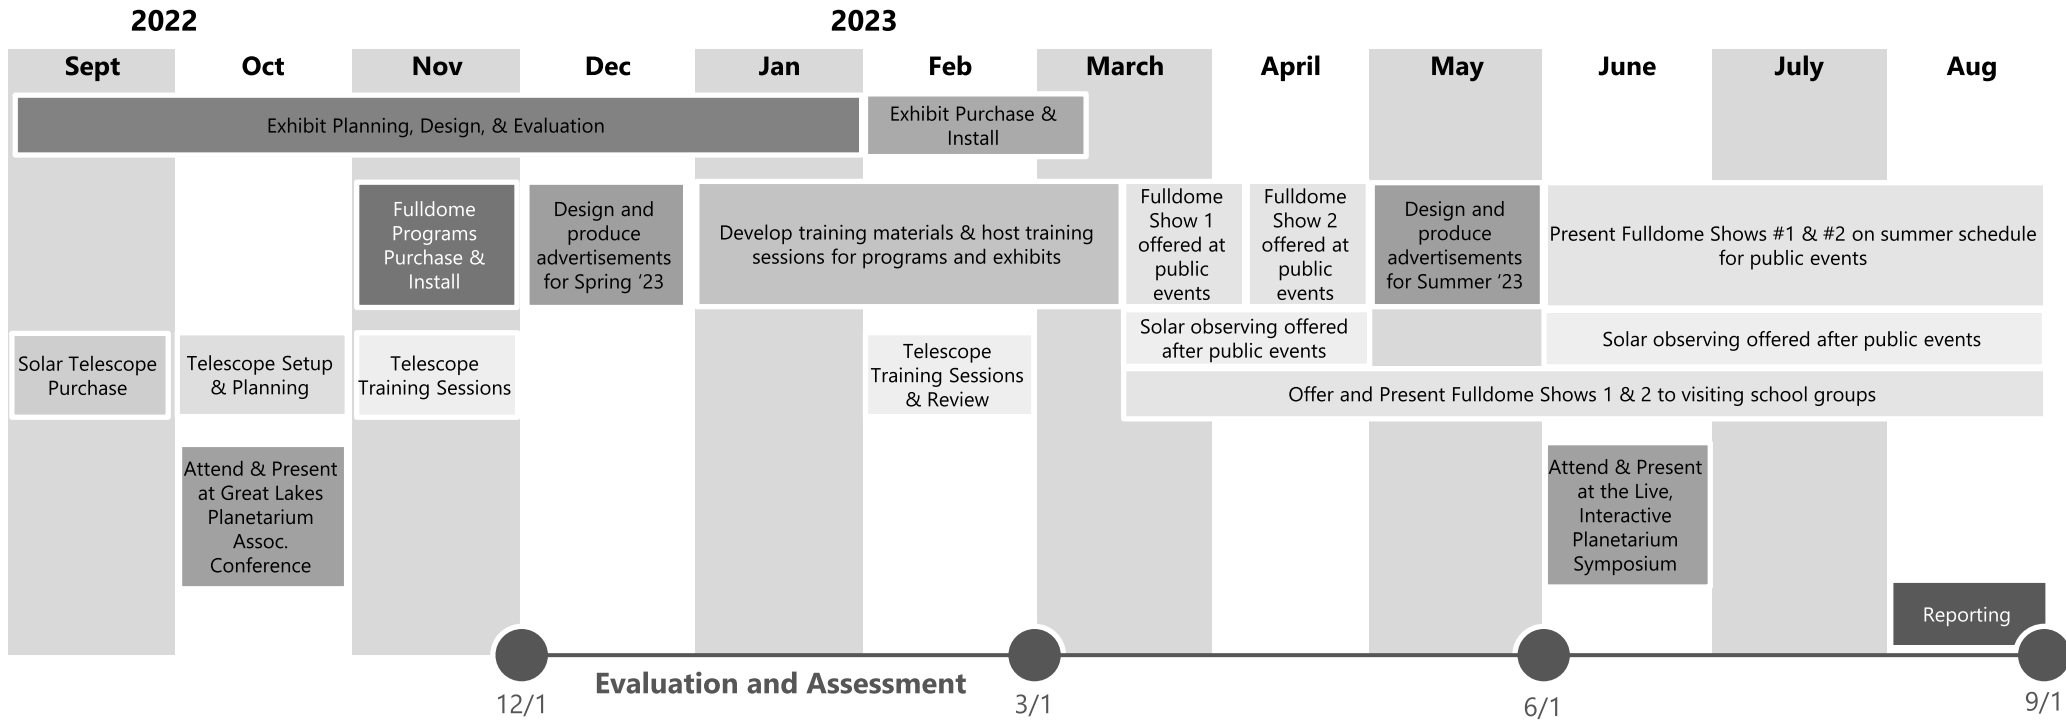 2022
2023
Sept
Oct
Nov
Dec
Jan
Feb
March
April
May
June
July
Aug
Exhibit Planning, Design, & Evaluation
Exhibit Purchase &
Install
Fulldome
Programs
Purchase &
Install
Design and
produce
advertisements
for Spring ‘23
Develop training materials & host training
sessions for programs and exhibits
Fulldome
Show 1
offered at
public
events
Fulldome
Show 2
offered at
public
events
Design and
produce
advertisements
for Summer ‘23
Present Fulldome Shows #1 & #2 on summer schedule
for public events
Solar Telescope
Purchase
Telescope Setup
& Planning
Telescope
Training Sessions
Telescope
Training Sessions
& Review
Solar observing offered
after public events
Solar observing offered after public events
Offer and Present Fulldome Shows 1 & 2 to visiting school groups
Attend & Present
at Great Lakes
Planetarium
Assoc.
Conference
Attend & Present
at the Live,
Interactive
Planetarium
Symposium
Reporting
Evaluation and Assessment
12/1
3/1
6/1
9/1